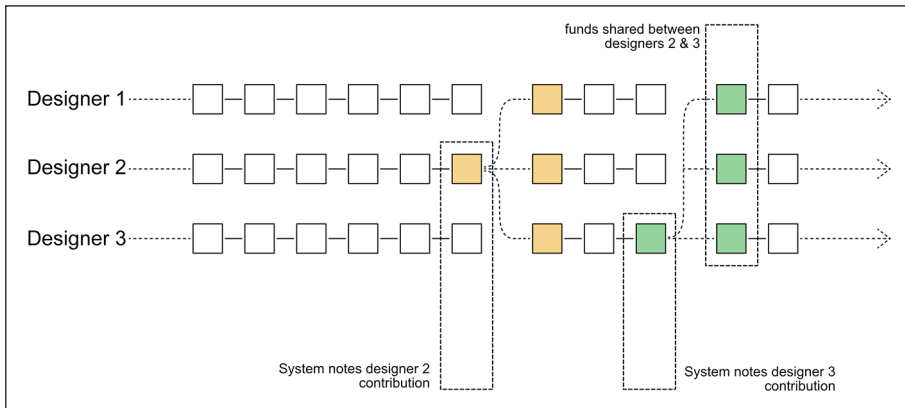 funds shared between
designers 2 & 3
Designer 1
Designer 2
Designer 3
System notes designer 2
contribution
System notes designer 3
contribution